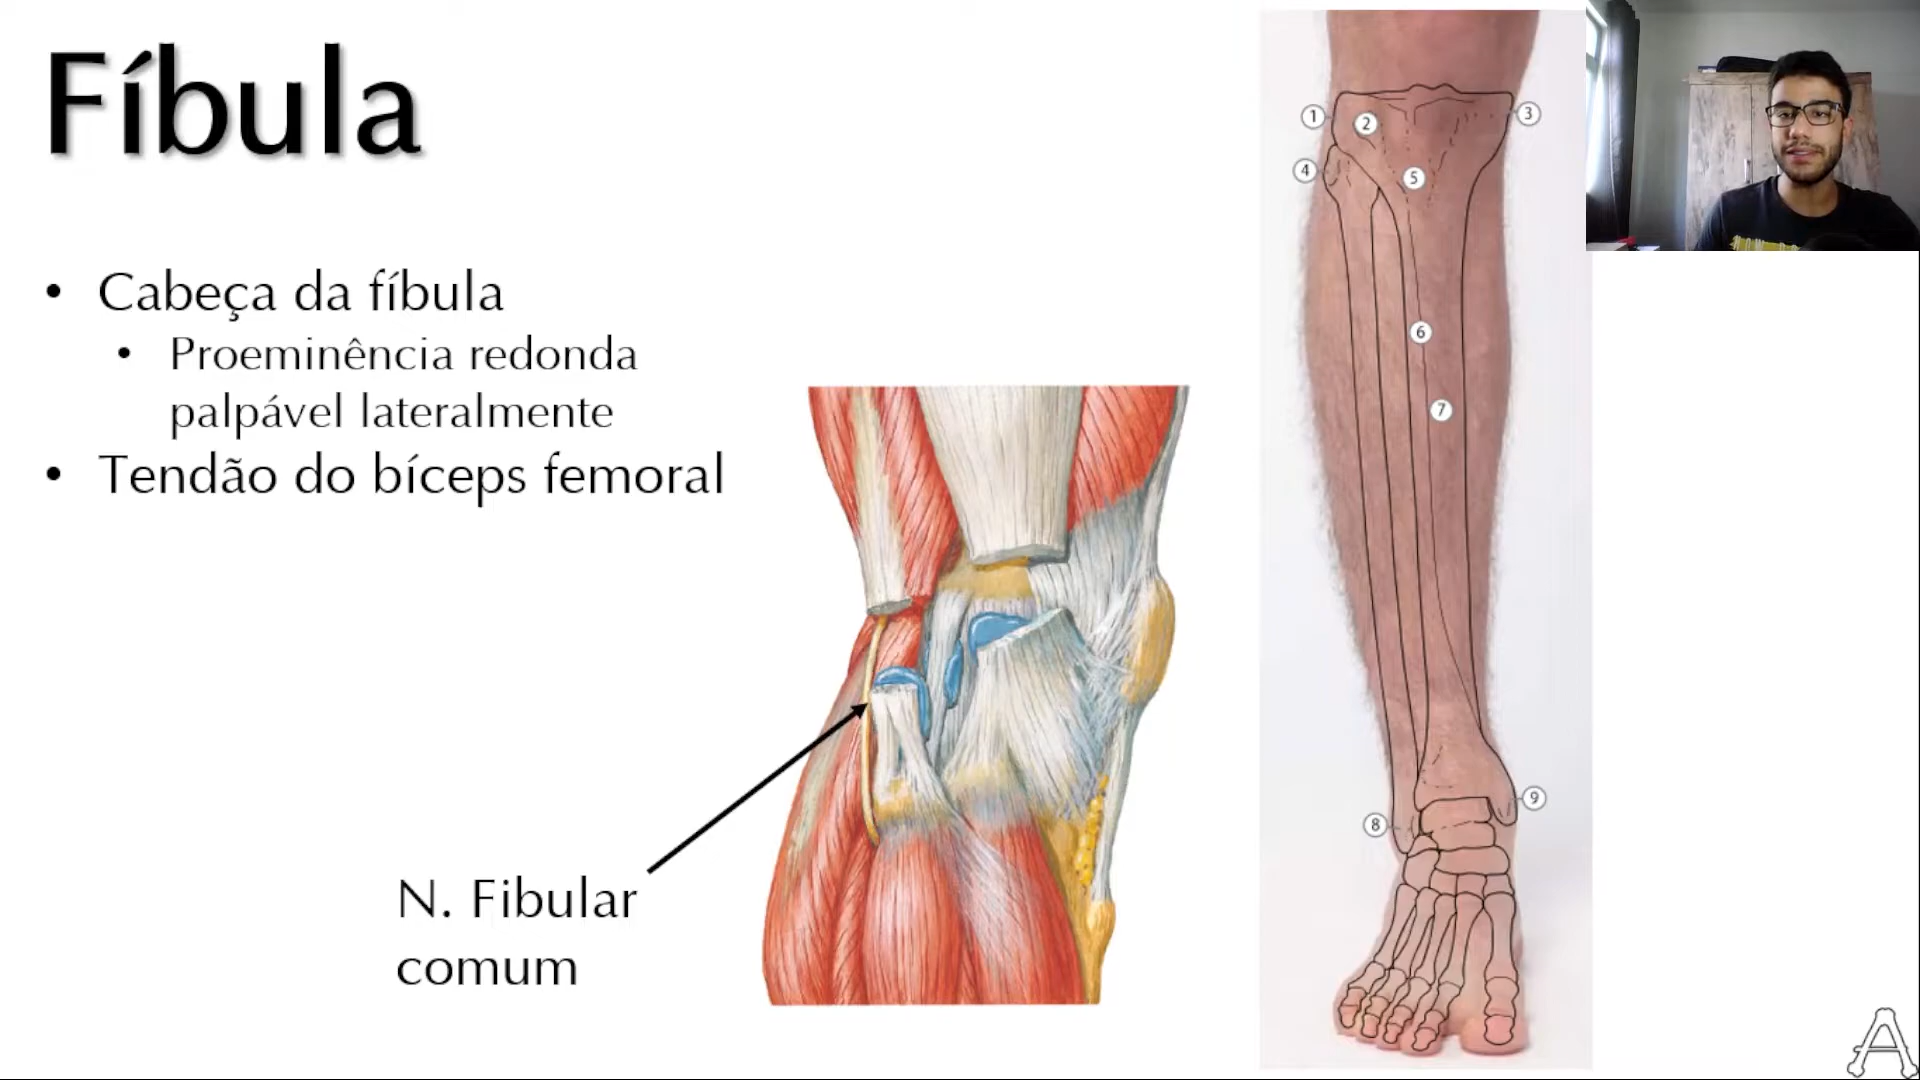 Fíbula
• Cabeça da fíbula
• Proeminência redonda
palpável lateralmente
• Tendão do bíceps femoral
N. Fibular
comum
1
2
3
4
5
6
7
8
9
A